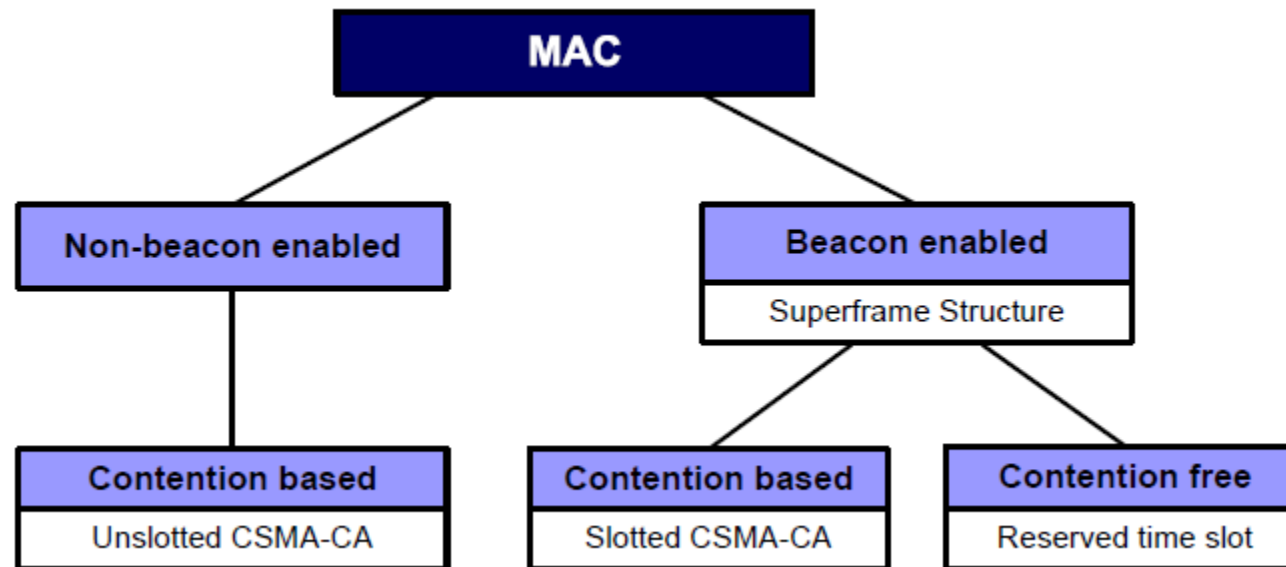 MAC
Non-beacon enabled
Beacon enabled
Superframe Structure
Contention based
Unslotted CSMA-CA
Contention based
Slotted CSMA-CA
Contention free
Reserved time slot